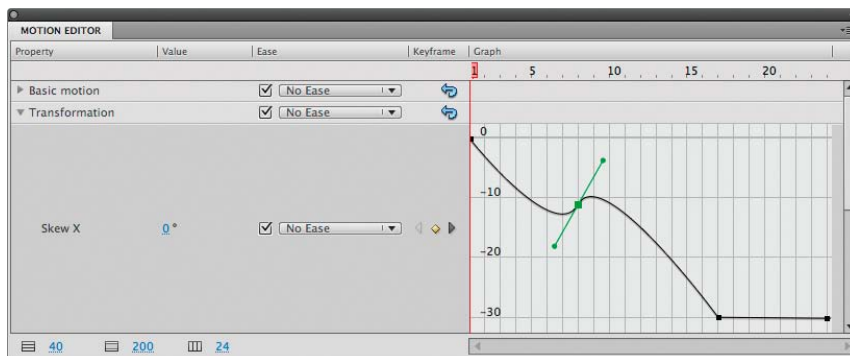 MOTION EDITOR
Property Value Ease Keyframe Graph
1 5 10 15 20
Basic motion No Ease
Transformation No Ease
0
-10
Skew X 0° No Ease
-20
-30
40 200 24